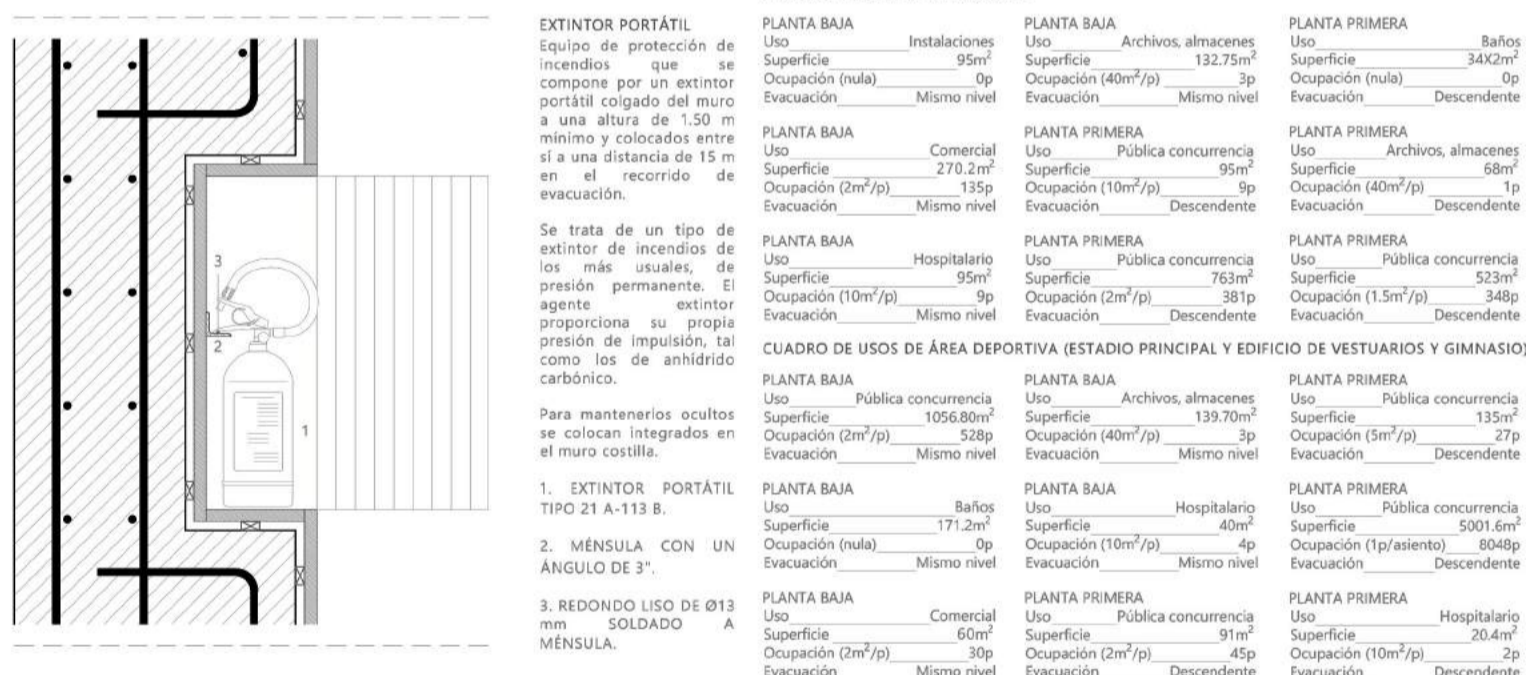 EXTINTOR PORTÁTIL
Equipo de protección de
incendios que se
compone por un extintor
portátil colgado del muro
a una altura de 1.50 m
mínimo y colocados entre
sí a una distancia de 15 m
en el recorrido de
evacuación.
Se trata de un tipo de
extintor de incendios de
los más usuales, de
presión permanente. El
agente extintor
proporciona su propia
presión de impulsión, tal
como los de anhídrido
carbónico.
Para mantenerlos ocultos
se colocan integrados en
el muro costilla.
1. EXTINTOR PORTÁTIL
TIPO 21 A-113 B.
2. MÉNSULA CON UN
ÁNGULO DE 3".
3. REDONDO LISO DE Ø13
mm SOLDADO A
MÉNSULA.
3
2
1
PLANTA BAJA
Uso Instalaciones
Superficie 95m²
Ocupación (nula) 0p
Evacuación Mismo nivel
PLANTA BAJA
Uso Archivos, almacenes
Superficie 132.75m²
Ocupación (40m²/p) 3p
Evacuación Mismo nivel
PLANTA PRIMERA
Uso Baños
Superficie 34X2m²
Ocupación (nula) 0p
Evacuación Descendente
PLANTA BAJA
Uso Comercial
Superficie 270.2m²
Ocupación (2m²/p) 135p
Evacuación Mismo nivel
PLANTA PRIMERA
Uso Pública concurrencia
Superficie 95m²
Ocupación (10m²/p) 9p
Evacuación Descendente
PLANTA PRIMERA
Uso Archivos, almacenes
Superficie 68m²
Ocupación (40m²/p) 1p
Evacuación Descendente
PLANTA BAJA
Uso Hospitalario
Superficie 95m²
Ocupación (10m²/p) 9p
Evacuación Mismo nivel
PLANTA PRIMERA
Uso Pública concurrencia
Superficie 763m²
Ocupación (2m²/p) 381p
Evacuación Descendente
PLANTA PRIMERA
Uso Pública concurrencia
Superficie 523m²
Ocupación (1.5m²/p) 348p
Evacuación Descendente
CUADRO DE USOS DE ÁREA DEPORTIVA (ESTADIO PRINCIPAL Y EDIFICIO DE VESTUARIOS Y GIMNASIO)
PLANTA BAJA
Uso Pública concurrencia
Superficie 1056.80m²
Ocupación (2m²/p) 528p
Evacuación Mismo nivel
PLANTA BAJA
Uso Archivos, almacenes
Superficie 139.70m²
Ocupación (40m²/p) 3p
Evacuación Mismo nivel
PLANTA PRIMERA
Uso Pública concurrencia
Superficie 135m²
Ocupación (5m²/p) 27p
Evacuación Descendente
PLANTA BAJA
Uso Baños
Superficie 171.2m²
Ocupación (nula) 0p
Evacuación Mismo nivel
PLANTA BAJA
Uso Hospitalario
Superficie 40m²
Ocupación (10m²/p) 4p
Evacuación Mismo nivel
PLANTA PRIMERA
Uso Pública concurrencia
Superficie 5001.6m²
Ocupación (1p/asiento) 8048p
Evacuación Descendente
PLANTA BAJA
Uso Comercial
Superficie 60m²
Ocupación (2m²/p) 30p
Evacuación Mismo nivel
PLANTA PRIMERA
Uso Pública concurrencia
Superficie 91m²
Ocupación (2m²/p) 45p
Evacuación Descendente
PLANTA PRIMERA
Uso Hospitalario
Superficie 20.4m²
Ocupación (10m²/p) 2p
Evacuación Descendente